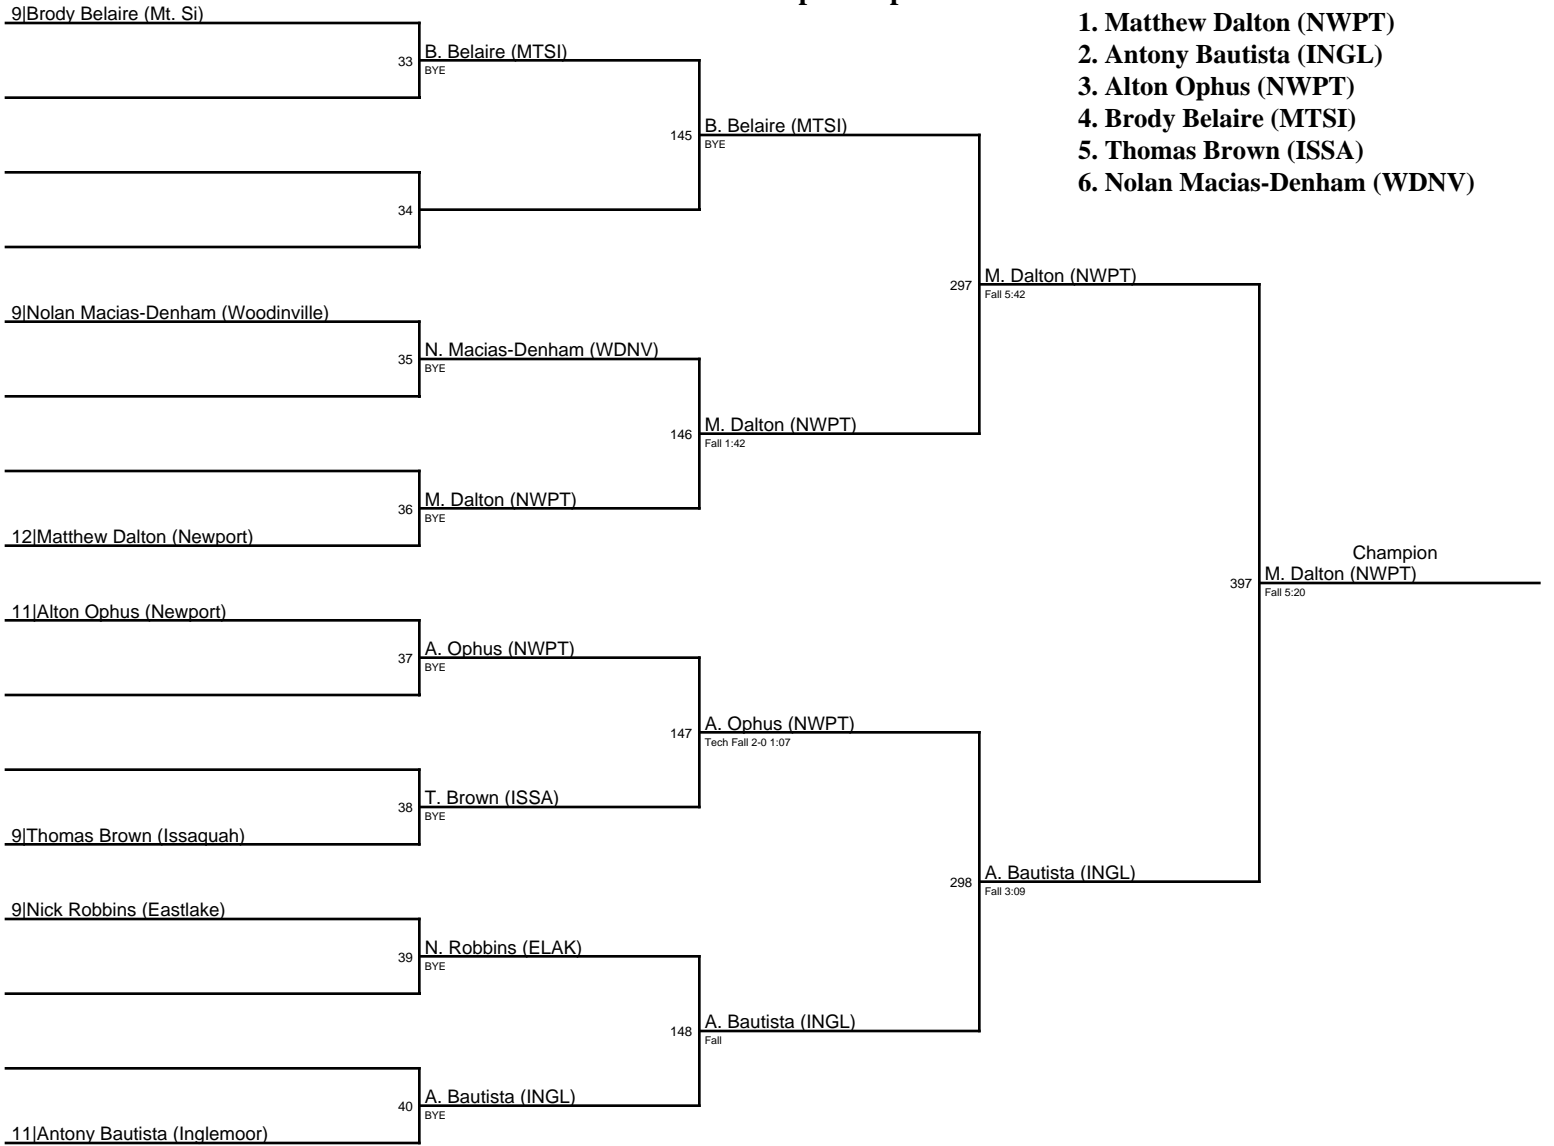 9|Brody Belaire (Mt. Si)
33
B. Belaire (MTSI)
BYE
145
B. Belaire (MTSI)
BYE
34
9|Nolan Macias-Denham (Woodinville)
35
N. Macias-Denham (WDNV)
BYE
146
M. Dalton (NWPT)
Fall 1:42
36
M. Dalton (NWPT)
BYE
12|Matthew Dalton (Newport)
297
M. Dalton (NWPT)
Fall 5:42
11|Alton Ophus (Newport)
37
A. Ophus (NWPT)
BYE
147
A. Ophus (NWPT)
Tech Fall 2-0 1:07
38
T. Brown (ISSA)
BYE
9|Thomas Brown (Issaquah)
298
A. Bautista (INGL)
Fall 3:09
9|Nick Robbins (Eastlake)
39
N. Robbins (ELAK)
BYE
148
A. Bautista (INGL)
Fall
40
A. Bautista (INGL)
BYE
11|Antony Bautista (Inglemoor)
397
Champion
M. Dalton (NWPT)
Fall 5:20
1. Matthew Dalton (NWPT)
2. Antony Bautista (INGL)
3. Alton Ophus (NWPT)
4. Brody Belaire (MTSI)
5. Thomas Brown (ISSA)
6. Nolan Macias-Denham (WDNV)